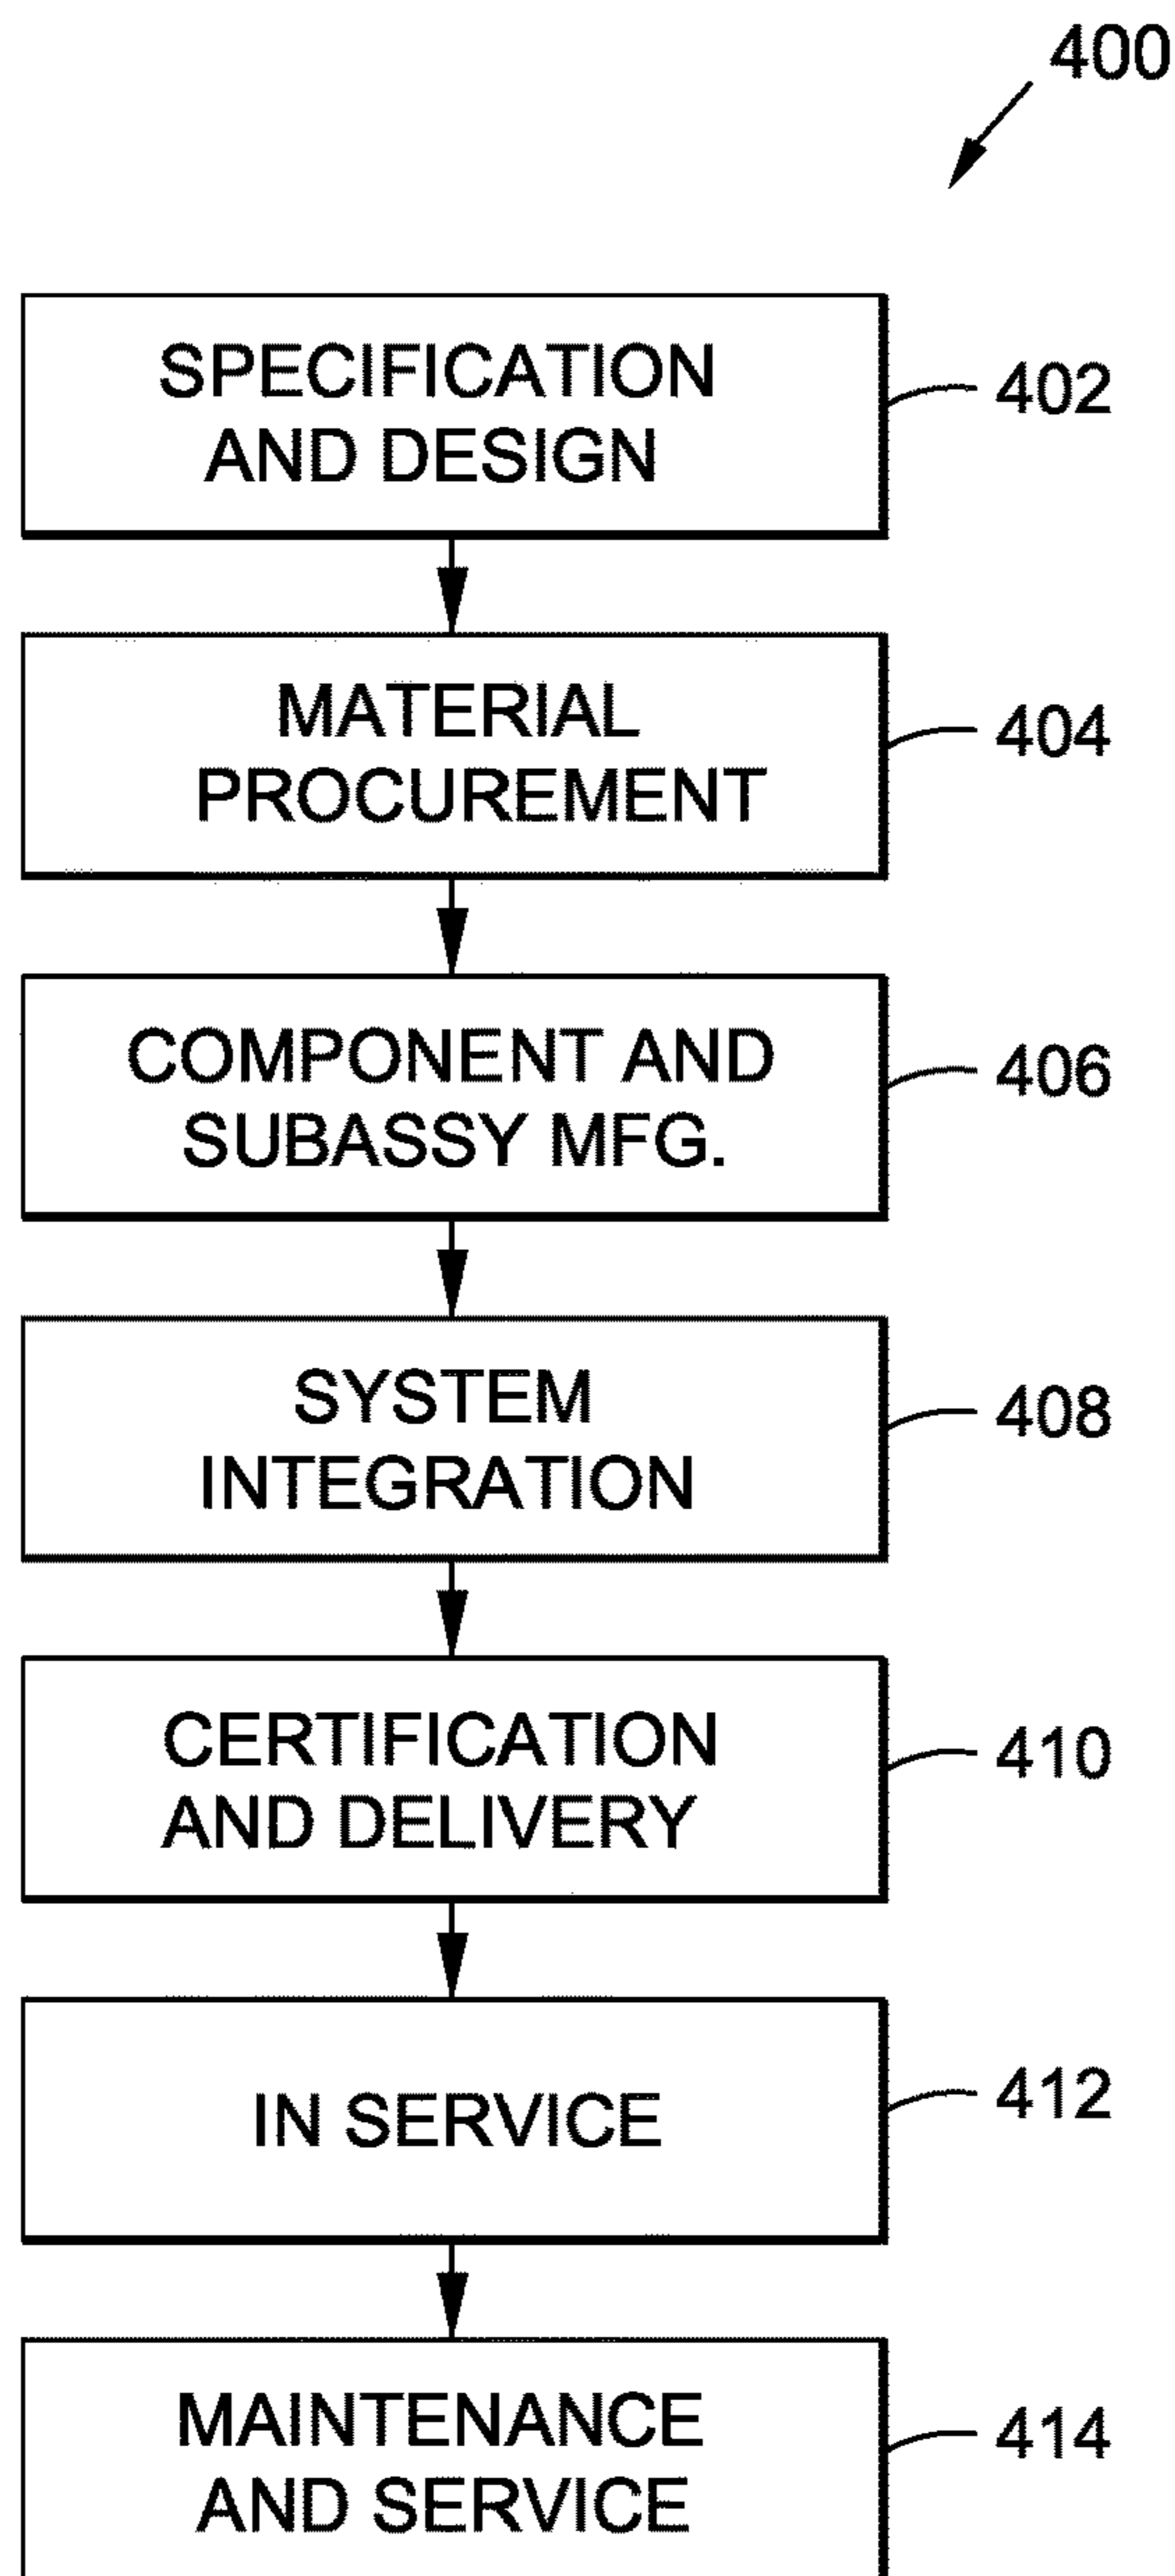 400
SPECIFICATION
AND DESIGN
402
MATERIAL
PROCUREMENT
404
COMPONENT AND
SUBASSY MFG.
406
SYSTEM
INTEGRATION
408
CERTIFICATION
AND DELIVERY
410
IN SERVICE
412
MAINTENANCE
AND SERVICE
414